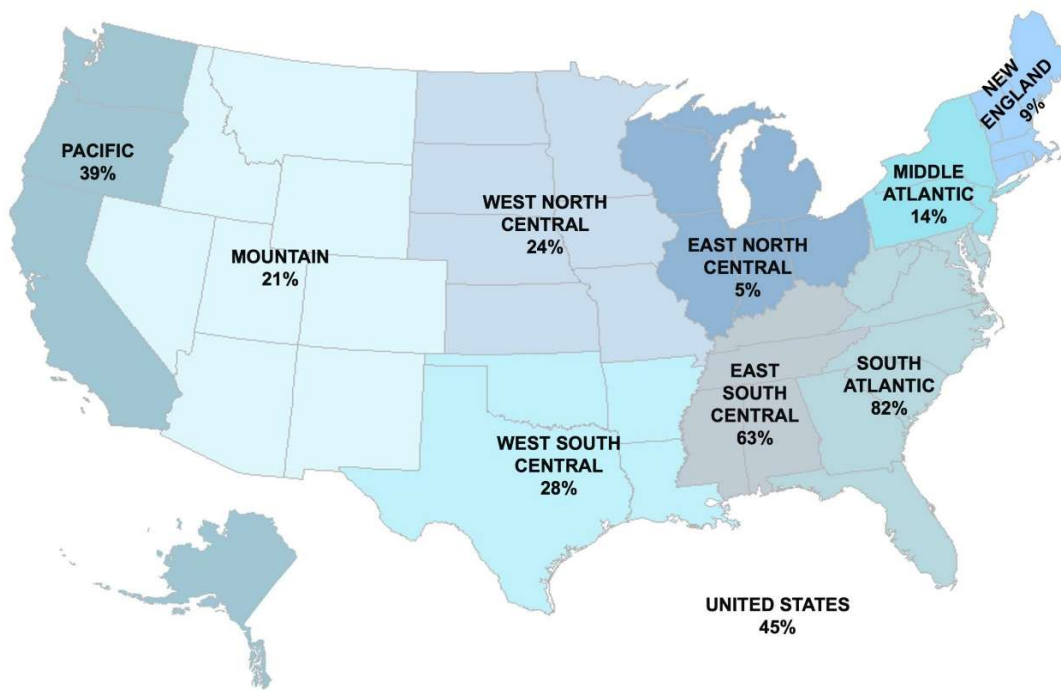 NEW
ENGLAND
9%
PACIFIC
39%
MIDDLE
ATLANTIC
14%
WEST NORTH
CENTRAL
24%
MOUNTAIN
21%
EAST NORTH
CENTRAL
5%
EAST
SOUTH
CENTRAL
63%
SOUTH
ATLANTIC
82%
WEST SOUTH
CENTRAL
28%
UNITED STATES
45%